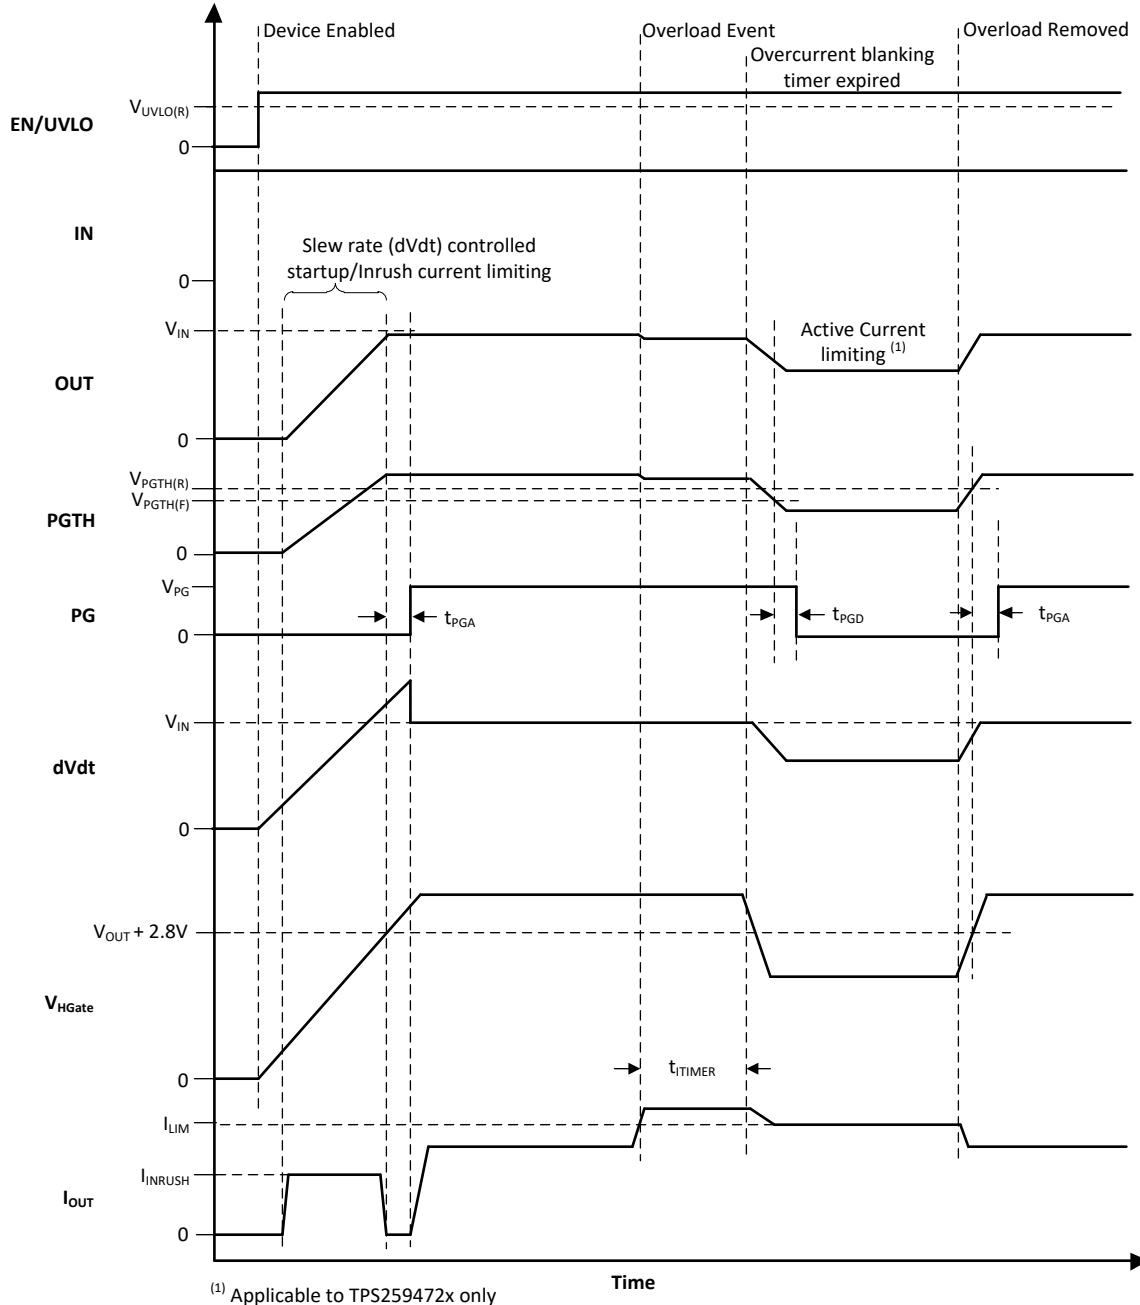 Device Enabled
Overload Event
Overload Removed
Overcurrent blanking
timer expired
V_UVLO(R)
EN/UVLO
0
IN
0
Slew rate (dVdt) controlled
startup/Inrush current limiting
V_IN
Active Current
limiting (1)
OUT
0
V_PGTH(R)
V_PGTH(F)
PGTH
0
V_PG
PG
t_PGA
t_PGD
t_PGA
0
V_IN
dVdt
0
V_OUT + 2.8V
V_HGate
t_ITIMER
0
I_LIM
I_INRUSH
I_OUT
0
Time
(1) Applicable to TPS259472x only